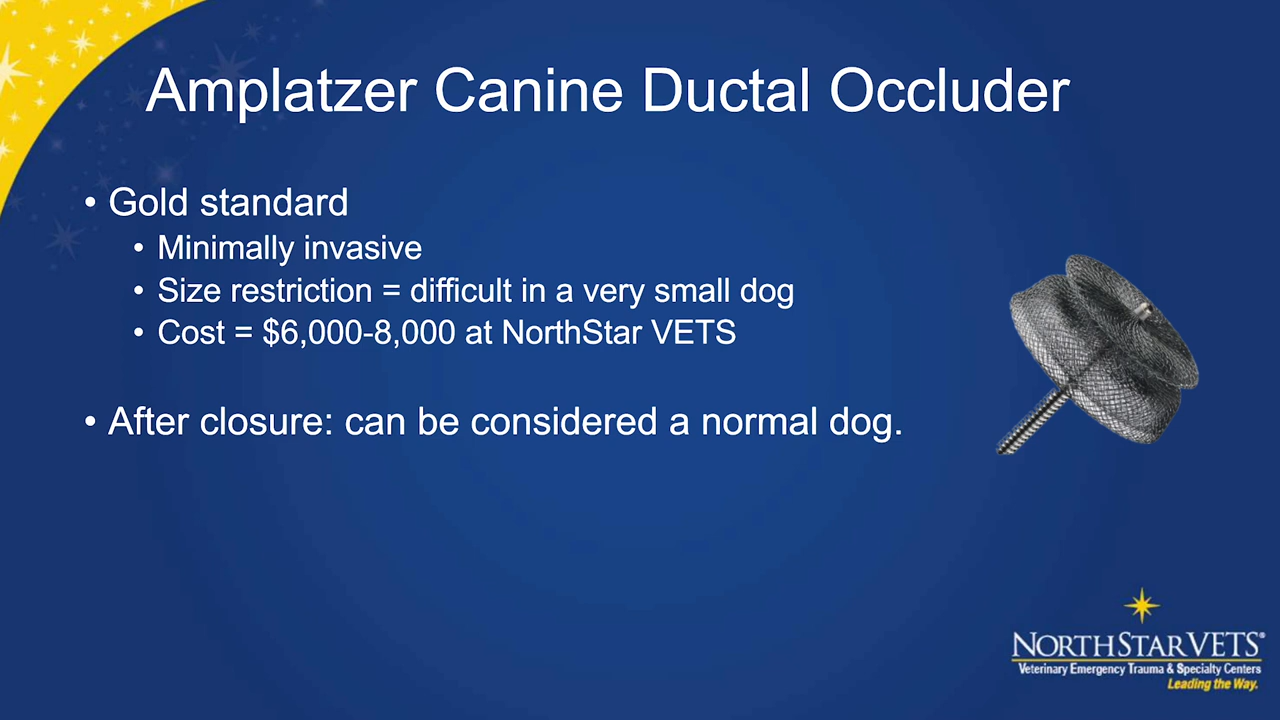 Amplatzer Canine Ductal Occluder
• Gold standard
• Minimally invasive
• Size restriction = difficult in a very small dog
• Cost = $6,000-8,000 at NorthStar VETS
• After closure: can be considered a normal dog.
NORTHSTAR VETS®
Veterinary Emergency Trauma & Specialty Centers
Leading the Way.